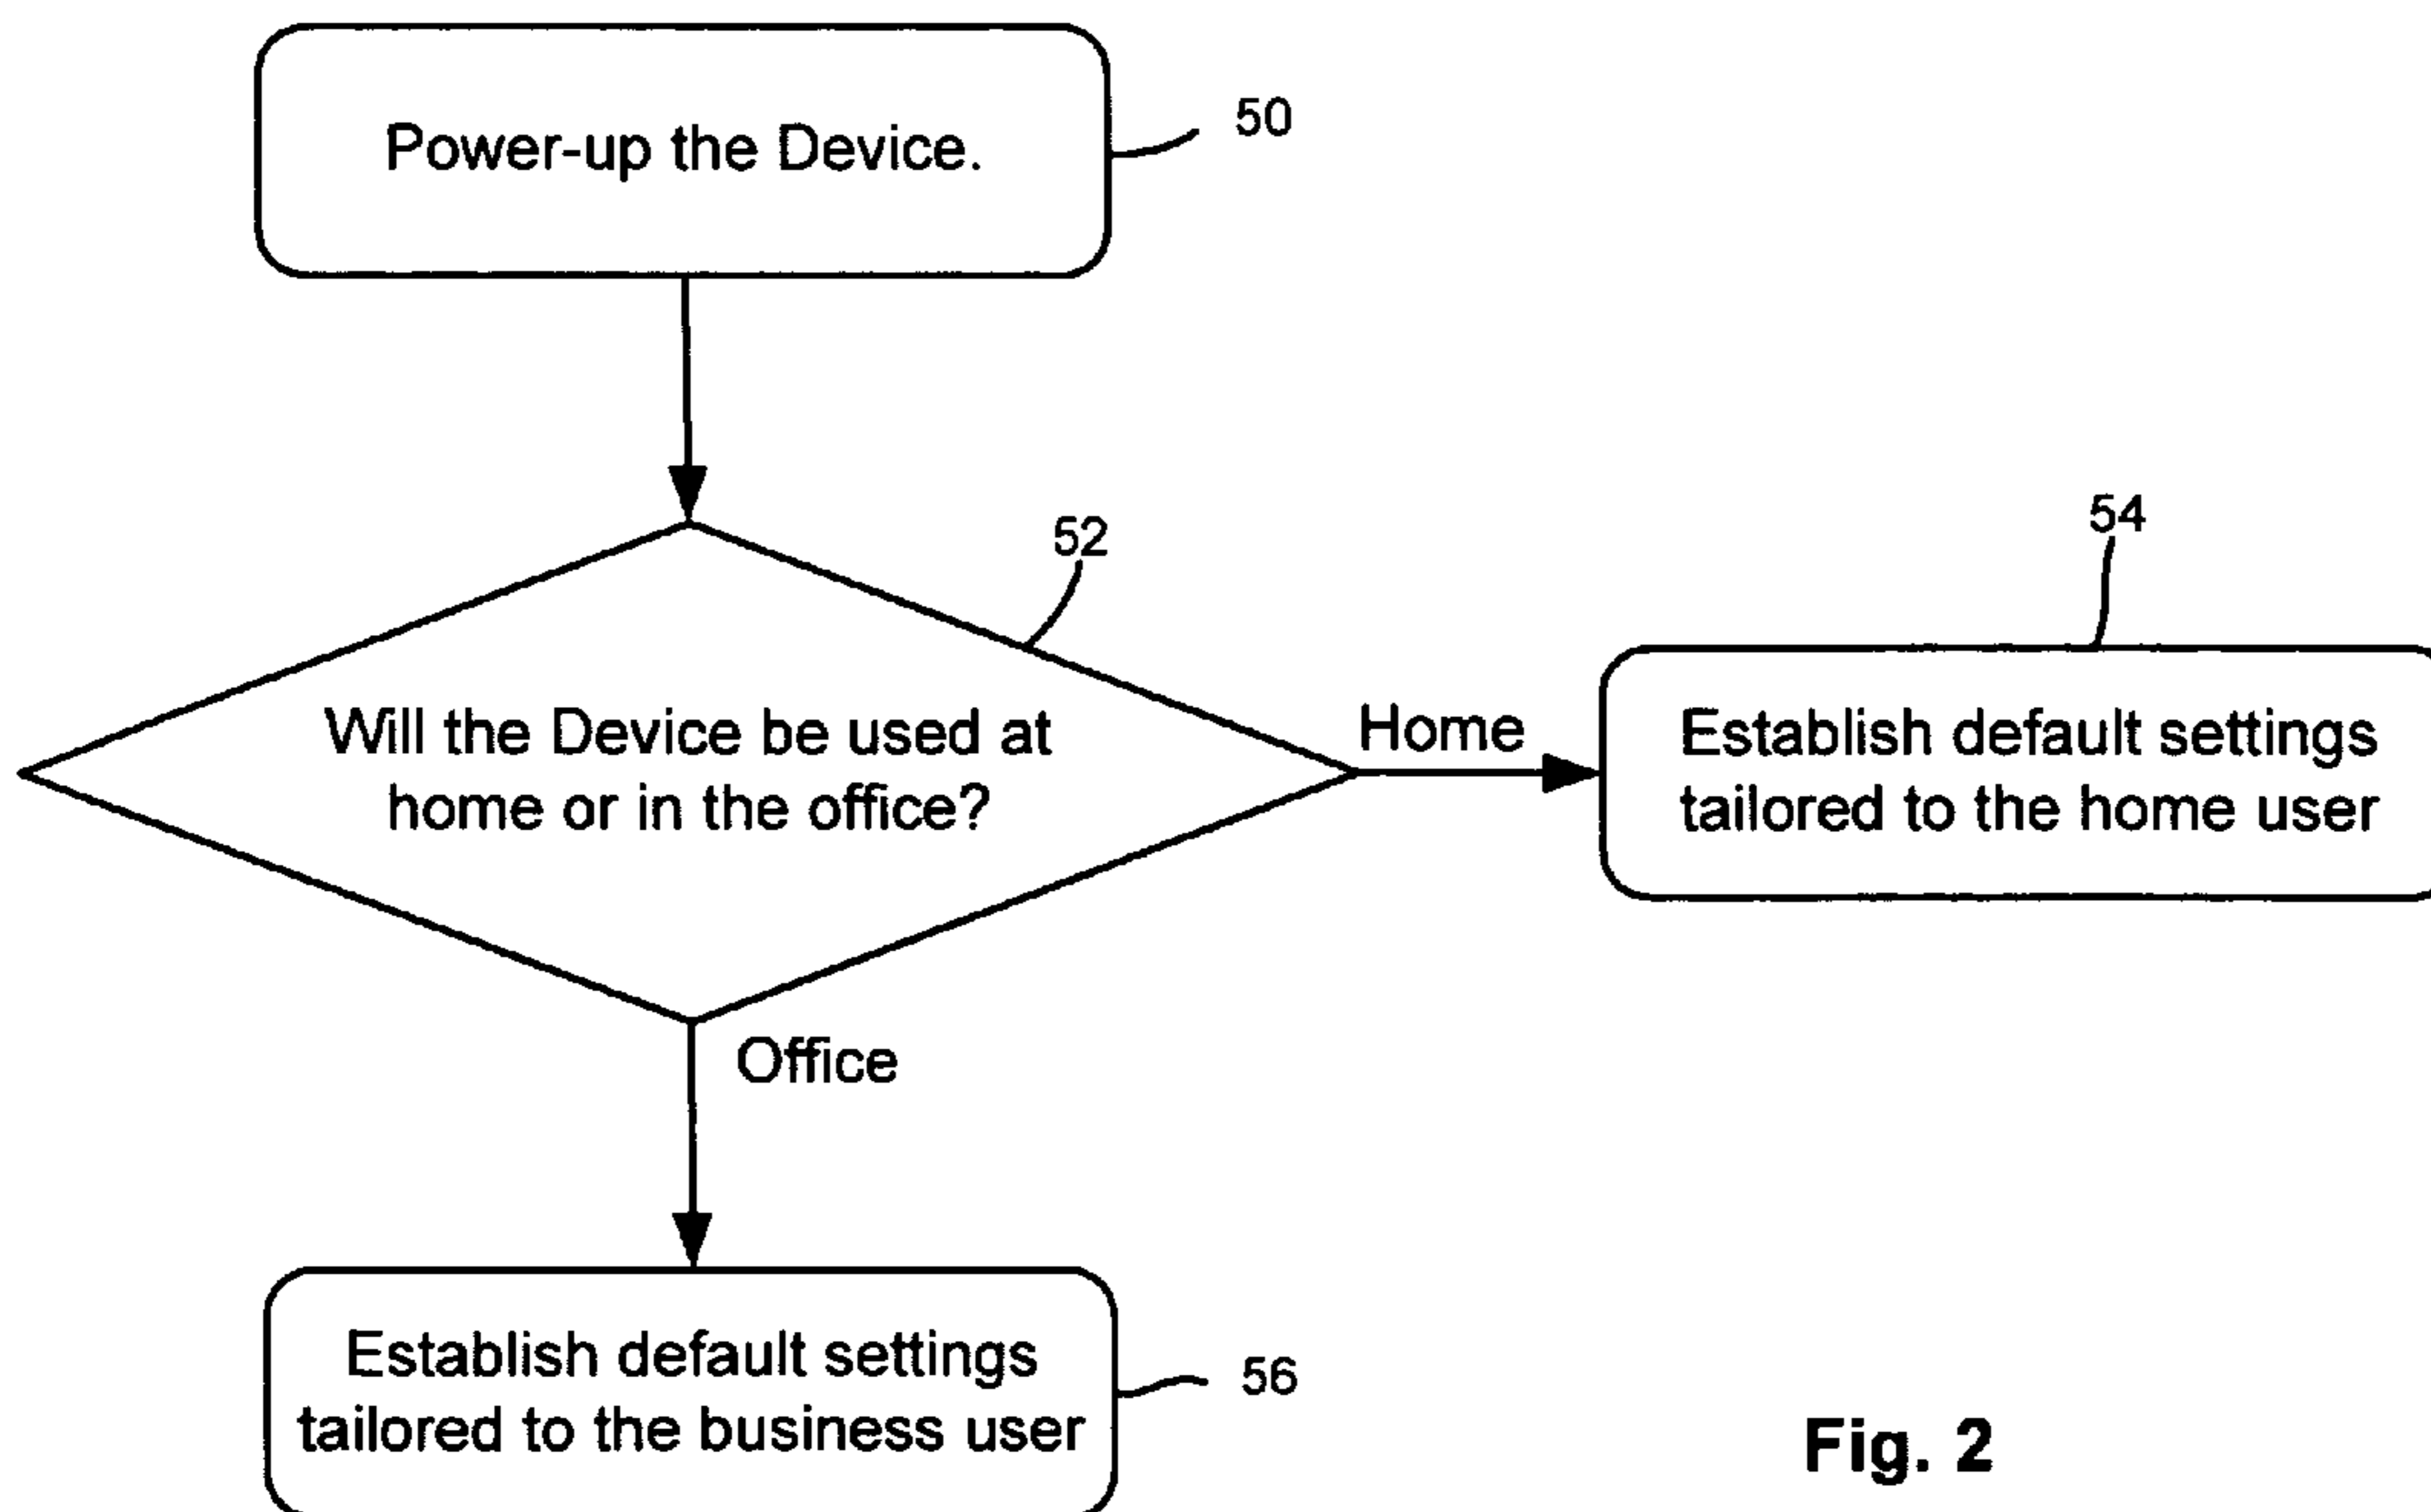 Power-up the Device.
50
52
54
Will the Device be used at
home or in the office?
Home
Establish default settings
tailored to the home user
Office
Establish default settings
tailored to the business user
56
Fig. 2